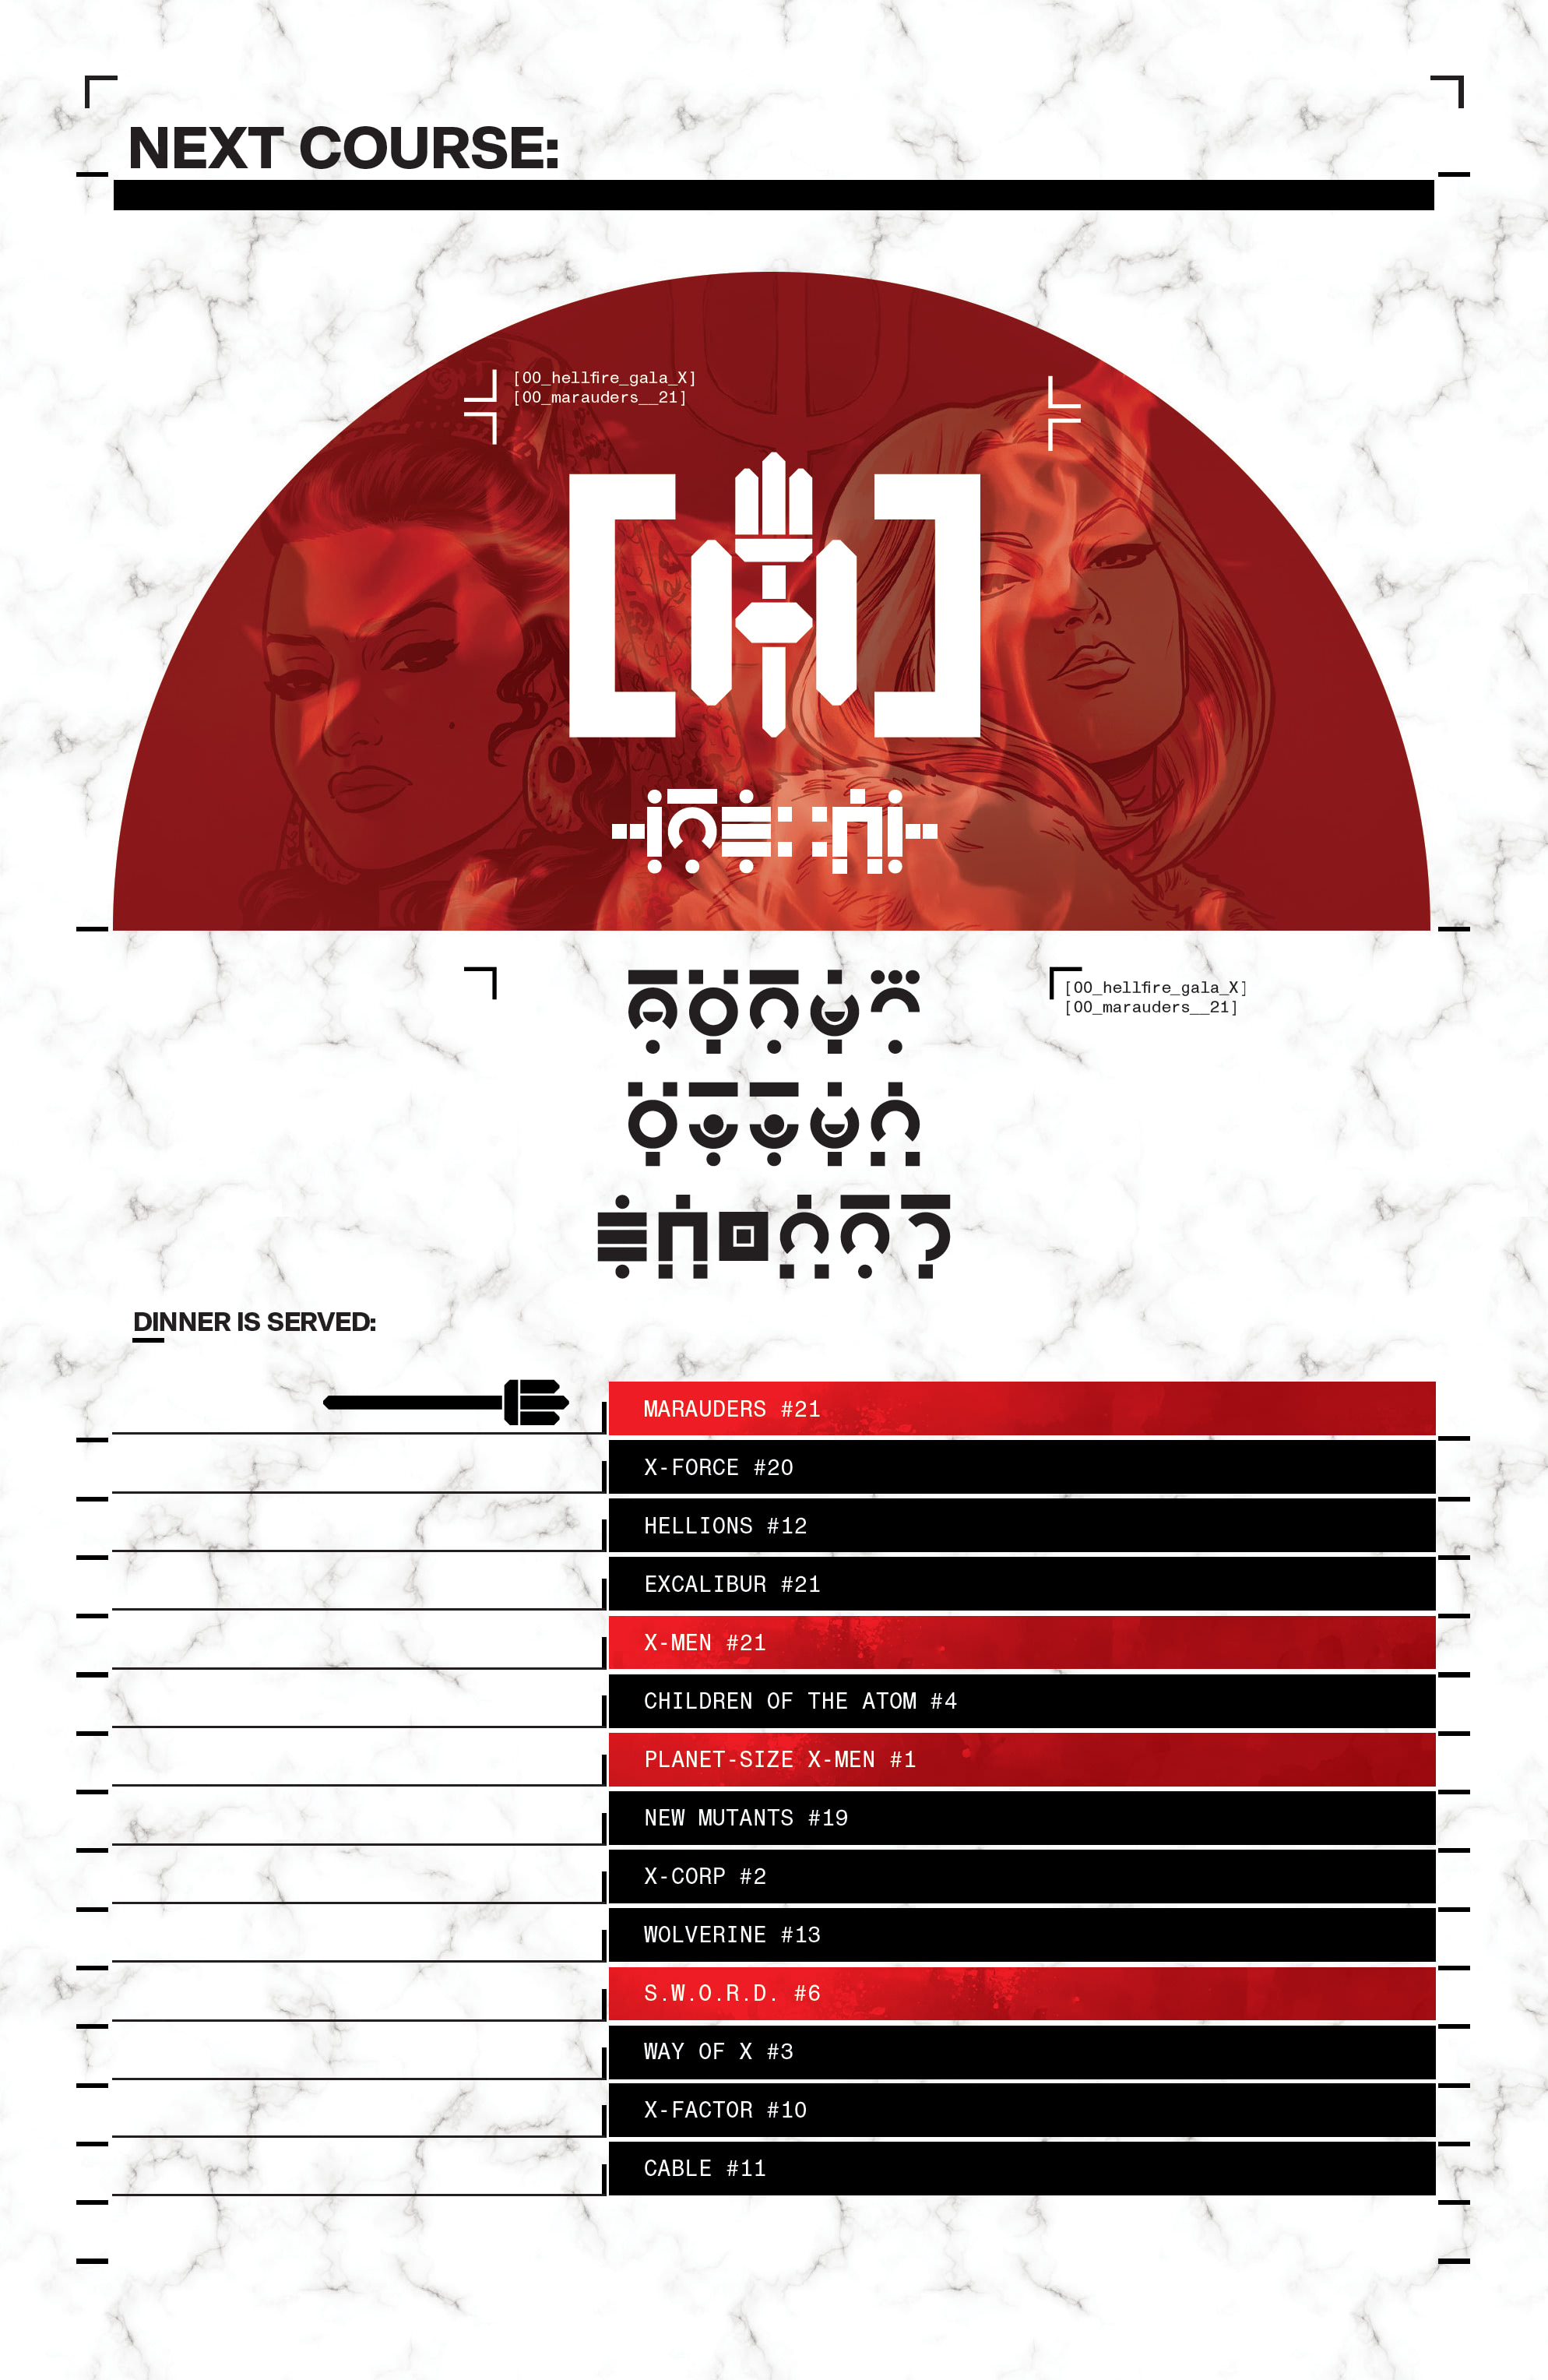 NEXT COURSE:
[00_hellfire_gala_X]
[00_marauders__21]
[00_hellfire_gala_X]
[00_marauders__21]
DINNER IS SERVED:
MARAUDERS #21
X-FORCE #20
HELLIONS #12
EXCALIBUR #21
X-MEN #21
CHILDREN OF THE ATOM #4
PLANET-SIZE X-MEN #1
NEW MUTANTS #19
X-CORP #2
WOLVERINE #13
S.W.O.R.D. #6
WAY OF X #3
X-FACTOR #10
CABLE #11